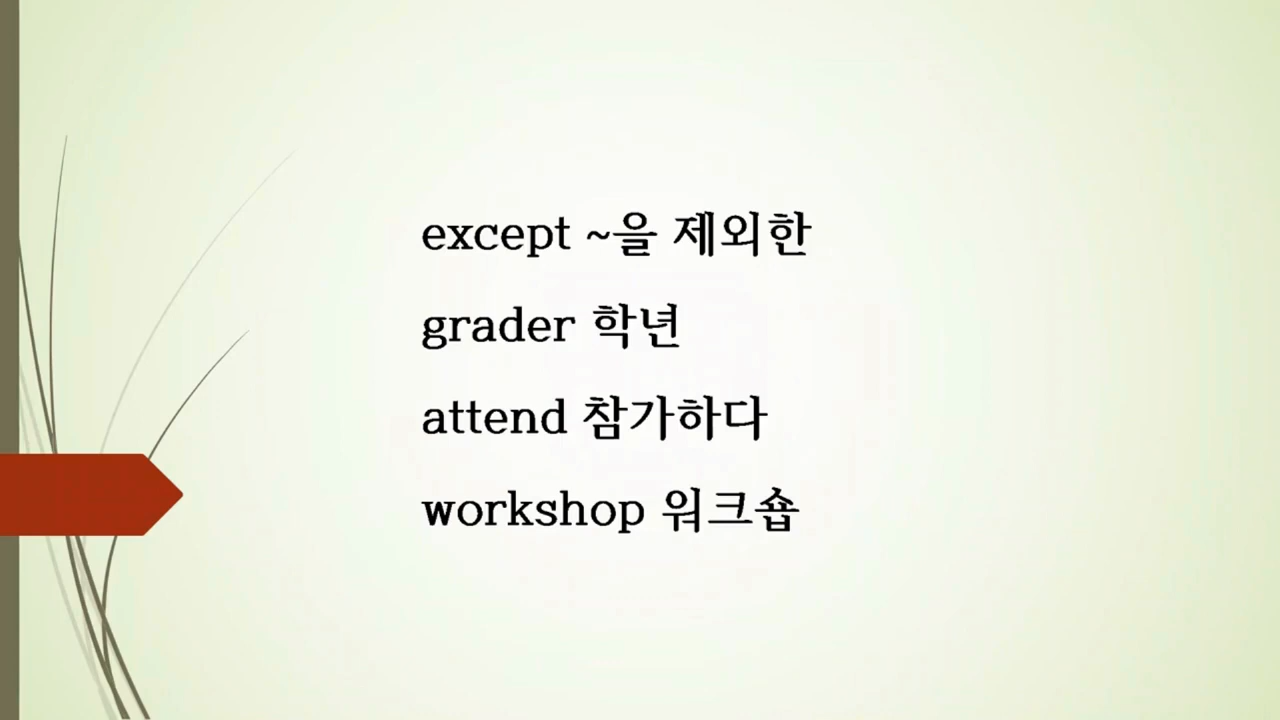 except ~을 제외한
grader 학년
attend 참가하다
workshop 워크숍